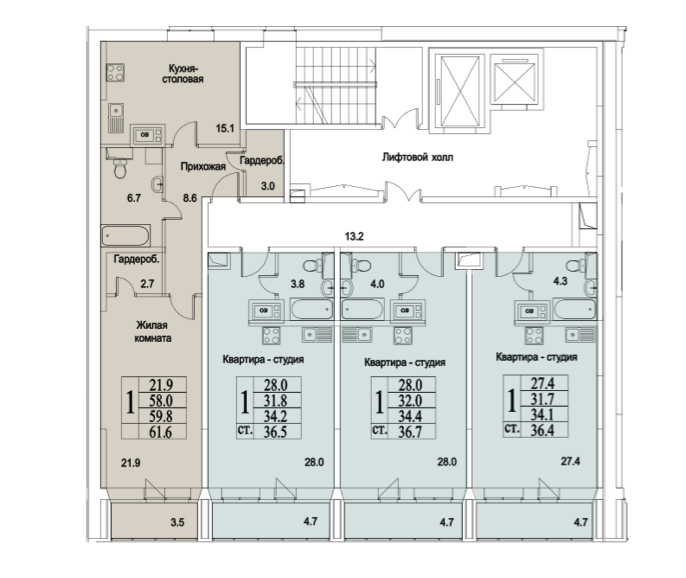 Кухня-
столовая
15.1
ОВ
Прихожая
8.6
Гардероб.
3.0
Лифтовой холл
6.7
13.2
Гардероб.
2.7
3.8
4.0
4.3
ОВ
ОВ
ОВ
Жилая
комната
Квартира - студия
Квартира - студия
Квартира - студия
1
21.9
58.0
59.8
61.6
1
ст.
28.0
31.8
34.2
36.5
1
ст.
28.0
32.0
34.4
36.7
1
ст.
27.4
31.7
34.1
36.4
21.9
28.0
28.0
27.4
3.5
4.7
4.7
4.7